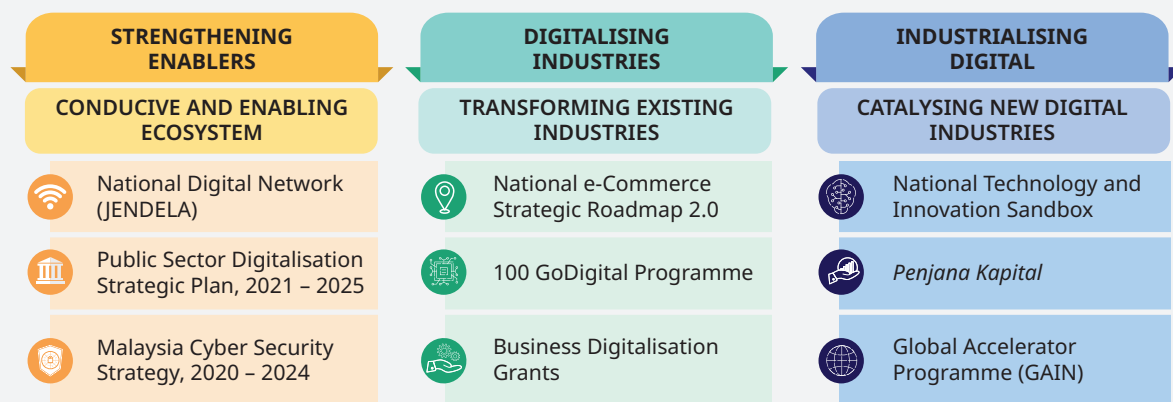 STRENGTHENING
ENABLERS
CONDUCIVE AND ENABLING
ECOSYSTEM
National Digital Network
(JENDELA)
Public Sector Digitalisation
Strategic Plan, 2021 – 2025
Malaysia Cyber Security
Strategy, 2020 – 2024
DIGITALISING
INDUSTRIES
TRANSFORMING EXISTING
INDUSTRIES
National e-Commerce
Strategic Roadmap 2.0
100 GoDigital Programme
Business Digitalisation
Grants
INDUSTRIALISING
DIGITAL
CATALYSING NEW DIGITAL
INDUSTRIES
National Technology and
Innovation Sandbox
Penjana Kapital
Global Accelerator
Programme (GAIN)